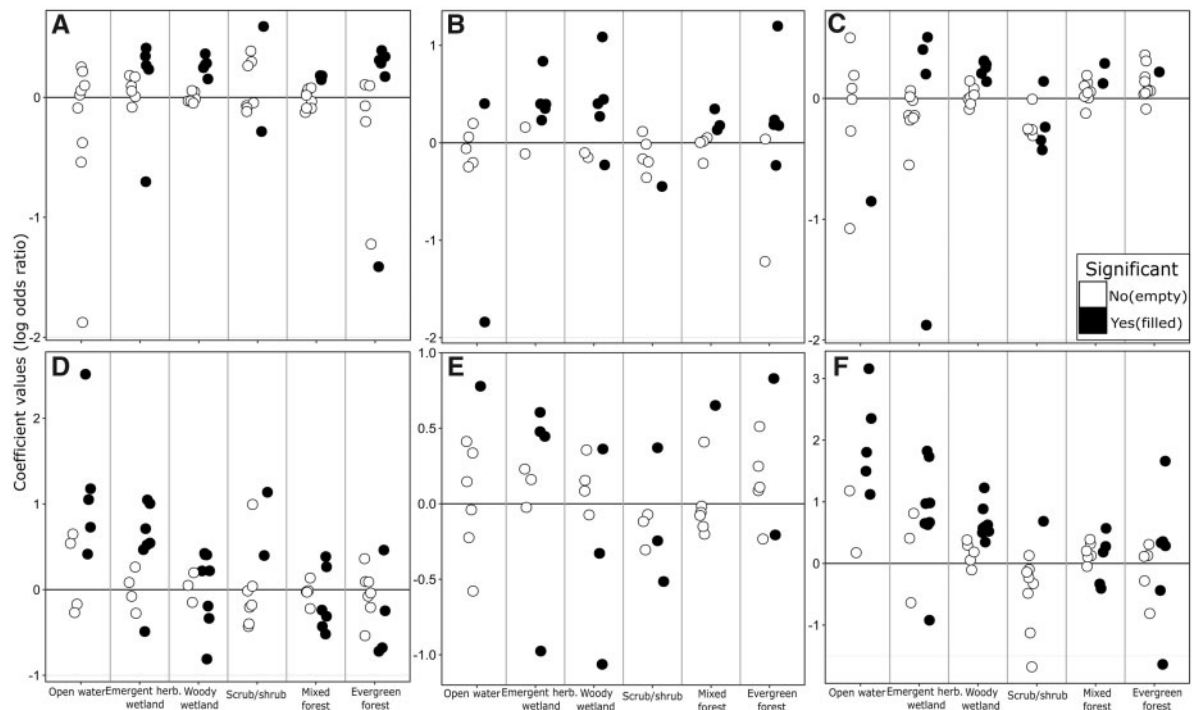 A
B
C
0
-1
-2
1
0
-1
-2
0
-1
-2
Significant
No(empty)
Yes(filled)
Coefficient values (log odds ratio)
D
E
F
2
1
0
-1
1.0
0.5
0.0
-0.5
-1.0
3
2
1
0
-1
Open water Emergent herb. Woody Scrub/shrub Mixed Evergreen
wetland wetland forest forest
Open water Emergent herb. Woody Scrub/shrub Mixed Evergreen
wetland wetland forest forest
Open water Emergent herb. Woody Scrub/shrub Mixed Evergreen
wetland wetland forest forest